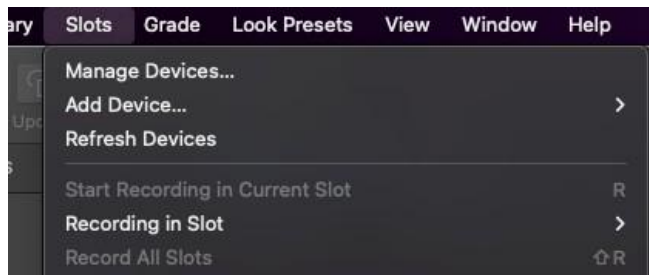 ary Slots Grade Look Presets View Window Help
Manage Devices...
Add Device... >
Upd
Refresh Devices
s
Start Recording in Current Slot R
Recording in Slot >
Record All Slots ⇧R